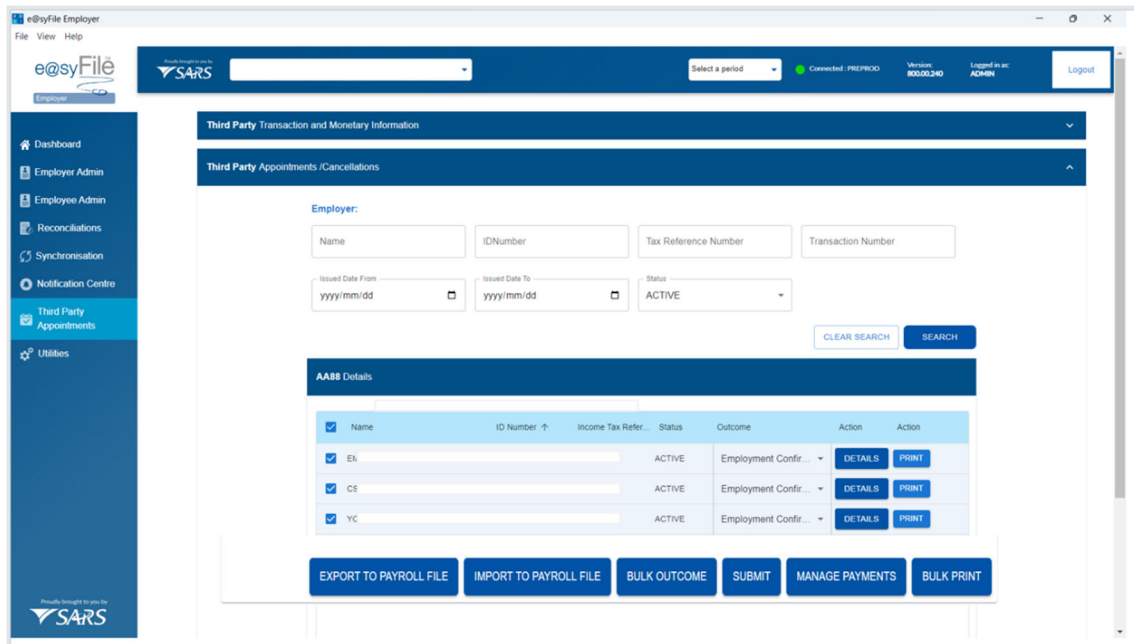 e@syFile Employer
File View Help
e@syFile
Employer
Proudly brought to you by
SARS
Select a period
Connected : PREPROD
Version:
800.00.240
Logged in as:
ADMIN
Logout
Dashboard
Employer Admin
Employee Admin
Reconciliations
Synchronisation
Notification Centre
Third Party
Appointments
Utilities
Proudly brought to you by
SARS
Third Party Transaction and Monetary Information
Third Party Appointments /Cancellations
Employer:
Name IDNumber Tax Reference Number Transaction Number
Issued Date From Issued Date To Status
yyyy/mm/dd yyyy/mm/dd ACTIVE
CLEAR SEARCH SEARCH
AA88 Details
Name ID Number Income Tax Refer... Status Outcome Action Action
ACTIVE Employment Confir... DETAILS PRINT
CS ACTIVE Employment Confir... DETAILS PRINT
YC ACTIVE Employment Confir... DETAILS PRINT
EXPORT TO PAYROLL FILE IMPORT TO PAYROLL FILE BULK OUTCOME SUBMIT MANAGE PAYMENTS BULK PRINT